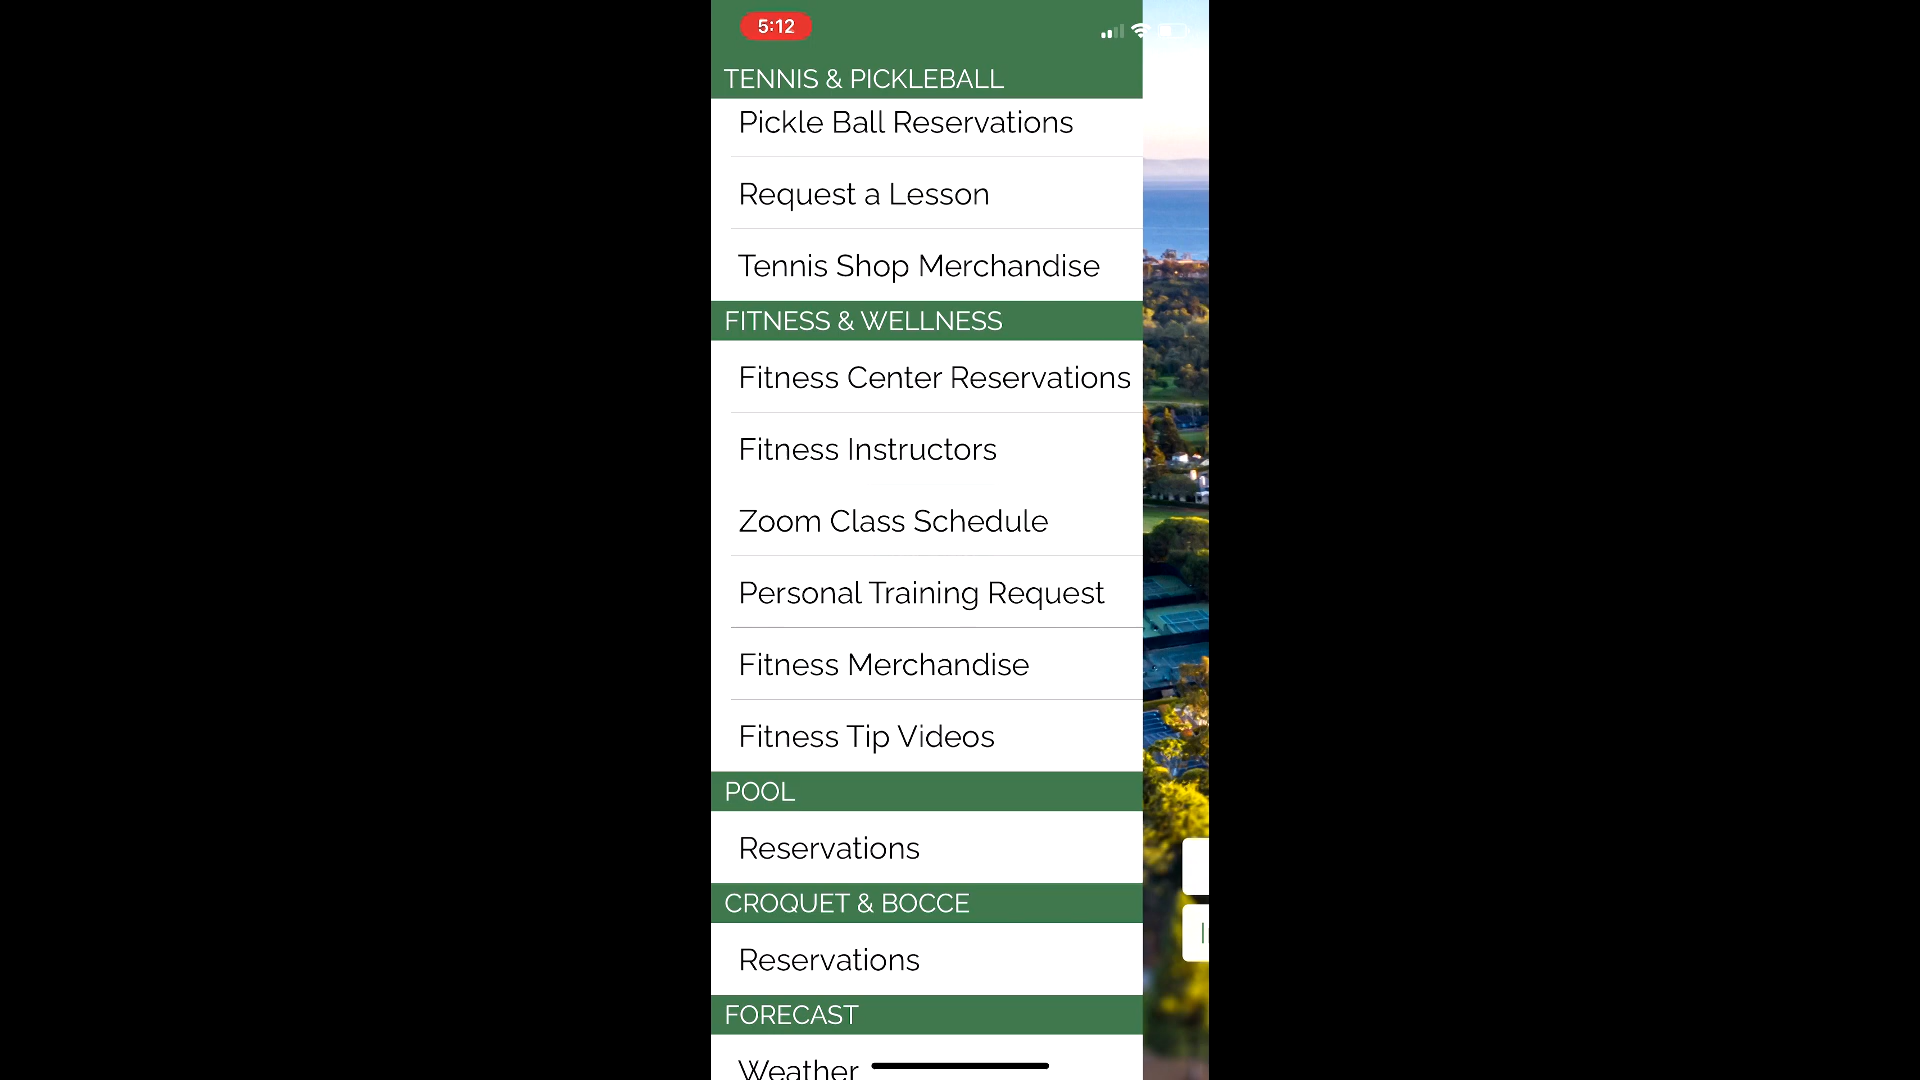 5:12
TENNIS & PICKLEBALL
Pickle Ball Reservations
Request a Lesson
Tennis Shop Merchandise
FITNESS & WELLNESS
Fitness Center Reservations
Fitness Instructors
Zoom Class Schedule
Personal Training Request
Fitness Merchandise
Fitness Tip Videos
POOL
Reservations
CROQUET & BOCCE
Reservations
FORECAST
Weather